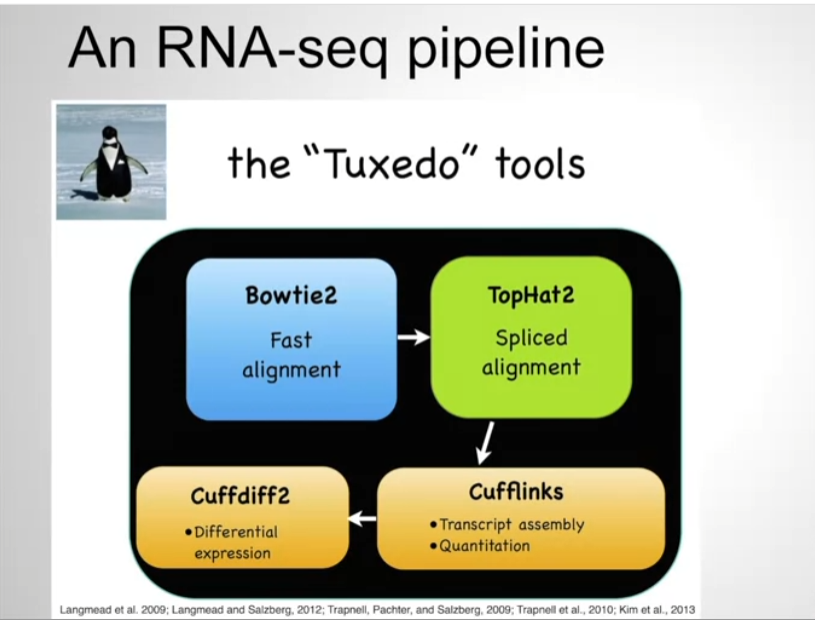 An RNA-seq pipeline
the “Tuxedo” tools
Bowtie2
Fast
alignment
TopHat2
Spliced
alignment
Cufflinks
•Transcript assembly
•Quantitation
Cuffdiff2
•Differential
expression
Langmead et al. 2009; Langmead and Salzberg, 2012; Trapnell, Pachter, and Salzberg, 2009; Trapnell et al., 2010; Kim et al., 2013